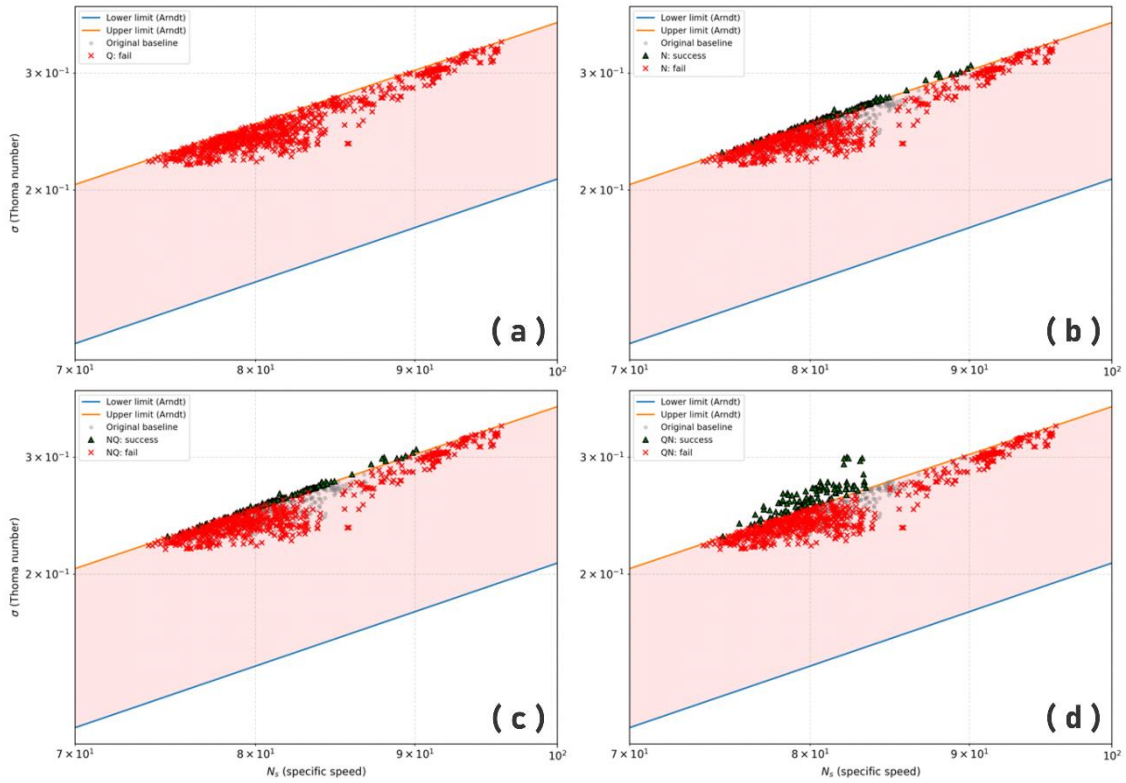 Lower limit (Arndt)
Upper limit (Arndt)
Original baseline
Q: fail
3 × 10⁻¹
2 × 10⁻¹
σ (Thoma number)
7 × 10¹
8 × 10¹
9 × 10¹
10²
(a)
Lower limit (Arndt)
Upper limit (Arndt)
Original baseline
N: success
N: fail
3 × 10⁻¹
2 × 10⁻¹
7 × 10¹
8 × 10¹
9 × 10¹
10²
(b)
Lower limit (Arndt)
Upper limit (Arndt)
Original baseline
NQ: success
NQ: fail
3 × 10⁻¹
2 × 10⁻¹
σ (Thoma number)
7 × 10¹
8 × 10¹
9 × 10¹
10²
Nₛ (specific speed)
(c)
Lower limit (Arndt)
Upper limit (Arndt)
Original baseline
QN: success
QN: fail
3 × 10⁻¹
2 × 10⁻¹
7 × 10¹
8 × 10¹
9 × 10¹
10²
Nₛ (specific speed)
(d)